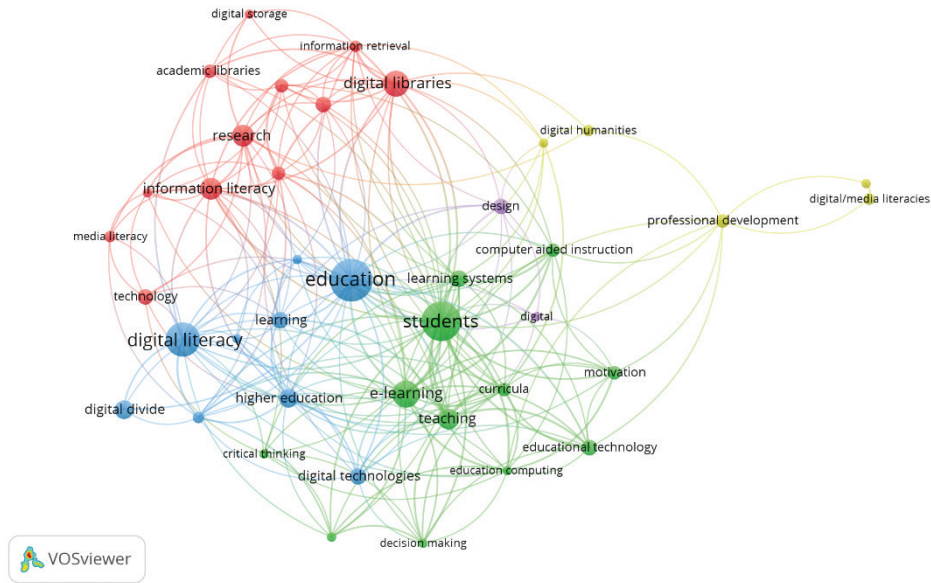 digital storage
information retrieval
academic libraries
digital libraries
research
digital humanities
information literacy
digital/media literacies
design
professional development
media literacy
computer aided instruction
education
learning systems
technology
learning
students
digital
digital literacy
motivation
e-learning
curricula
higher education
digital divide
teaching
educational technology
critical thinking
education computing
digital technologies
decision making
VOSviewer